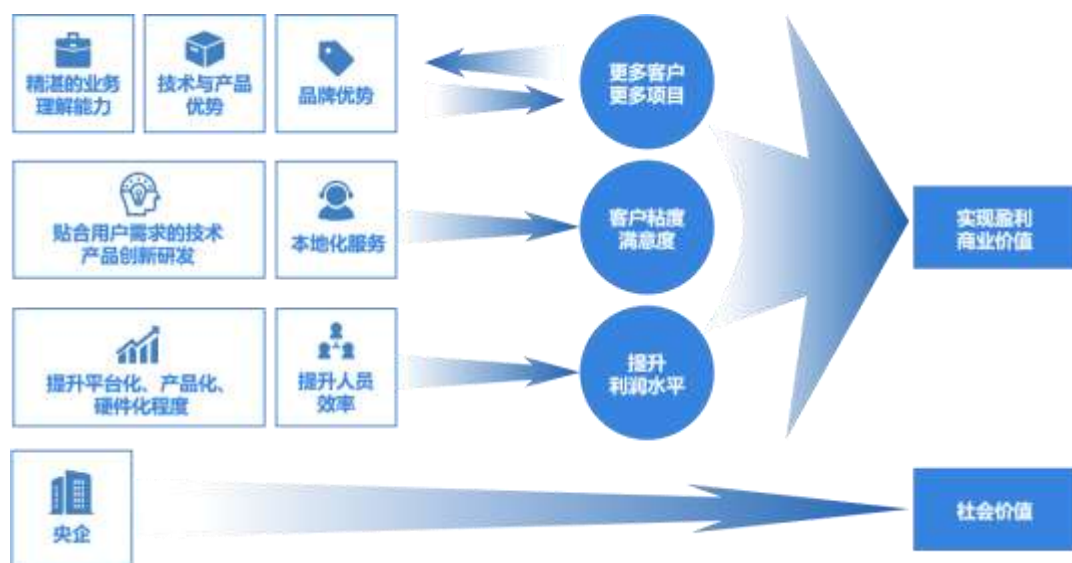 精湛的业务
理解能力
技术与产品
优势
品牌优势
更多客户
更多项目
贴合用户需求的技术
产品创新研发
本地化服务
客户粘度
满意度
实现盈利
商业价值
提升平台化、产品化、
硬件化程度
提升人员
效率
提升
利润水平
央企
社会价值